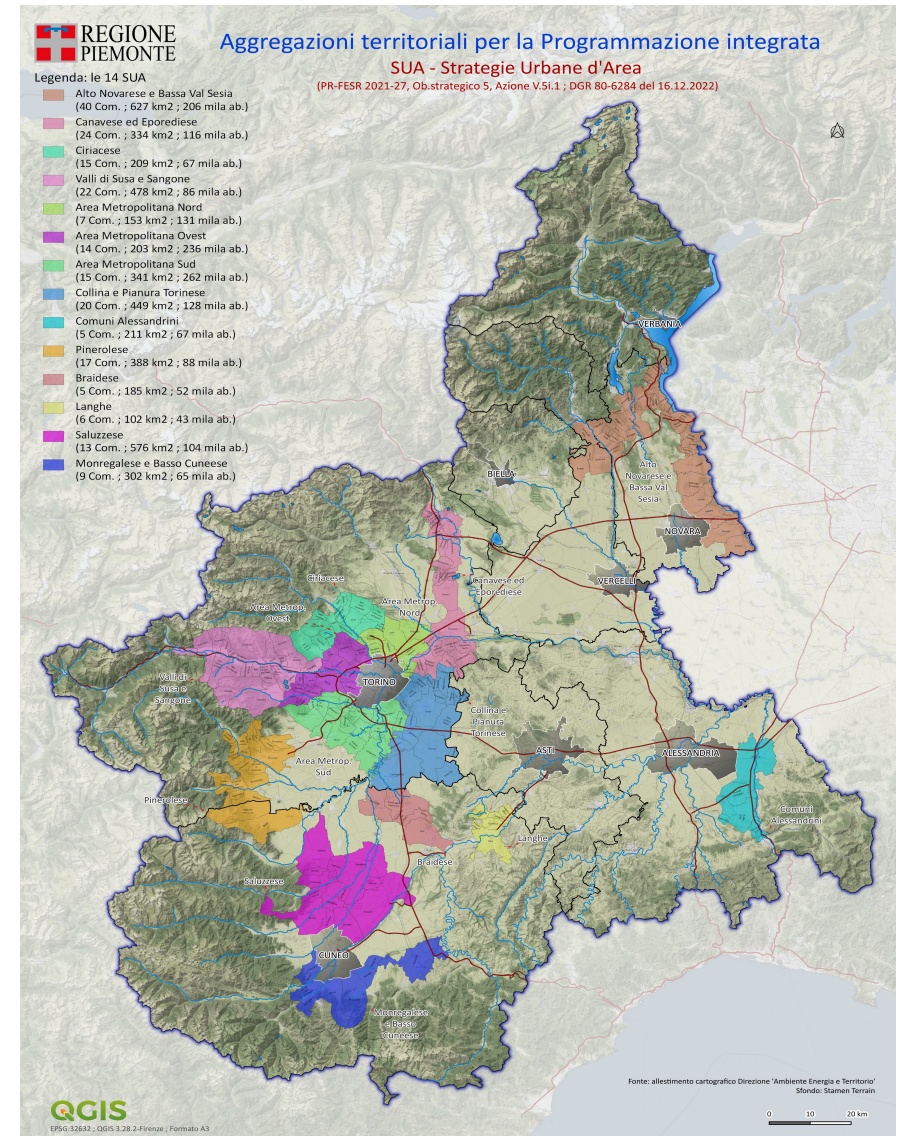 REGIONE
PIEMONTE
Aggregazioni territoriali per la Programmazione integrata
SUA - Strategie Urbane d'Area
(PR-FESR 2021-27, Ob.strategico 5, Azione V.5i.1 ; DGR 80-6284 del 16.12.2022)
Legenda: le 14 SUA
Alto Novarese e Bassa Val Sesia
(40 Com. ; 627 km2 ; 206 mila ab.)
Canavese ed Eporediese
(24 Com. ; 334 km2 ; 116 mila ab.)
Ciriacese
(15 Com. ; 209 km2 ; 67 mila ab.)
Valli di Susa e Sangone
(22 Com. ; 478 km2 ; 86 mila ab.)
Area Metropolitana Nord
(7 Com. ; 153 km2 ; 131 mila ab.)
Area Metropolitana Ovest
(14 Com. ; 203 km2 ; 236 mila ab.)
Area Metropolitana Sud
(15 Com. ; 341 km2 ; 262 mila ab.)
Collina e Pianura Torinese
(20 Com. ; 449 km2 ; 128 mila ab.)
Comuni Alessandrini
(5 Com. ; 211 km2 ; 67 mila ab.)
Pinerolese
(17 Com. ; 388 km2 ; 88 mila ab.)
Braidese
(5 Com. ; 185 km2 ; 52 mila ab.)
Langhe
(6 Com. ; 102 km2 ; 43 mila ab.)
Saluzzese
(13 Com. ; 576 km2 ; 104 mila ab.)
Monregalese e Basso Cuneese
(9 Com. ; 302 km2 ; 65 mila ab.)
VERBANIA
BIELLA
Alto
Novarese e
Bassa Val
Sesia
NOVARA
VERCELLI
Canavese ed
Eporediese
Ciriacese
Area Metrop.
Nord
Area Metrop.
Ovest
Valli di
Susa e
Sangone
TORINO
Collina e
Pianura
Torinese
ASTI
ALESSANDRIA
Area Metrop.
Sud
Pinerolese
Comuni
Alessandrini
Langhe
Braidese
Saluzzese
CUNEO
Monregalese
e Basso
Cuneese
Fonte: allestimento cartografico Direzione 'Ambiente Energia e Territorio'
Sfondo: Stamen Terrain
QGIS
EPSG:32632 ; QGIS 3.28.2-Firenze ; Formato A3
0 10 20 km